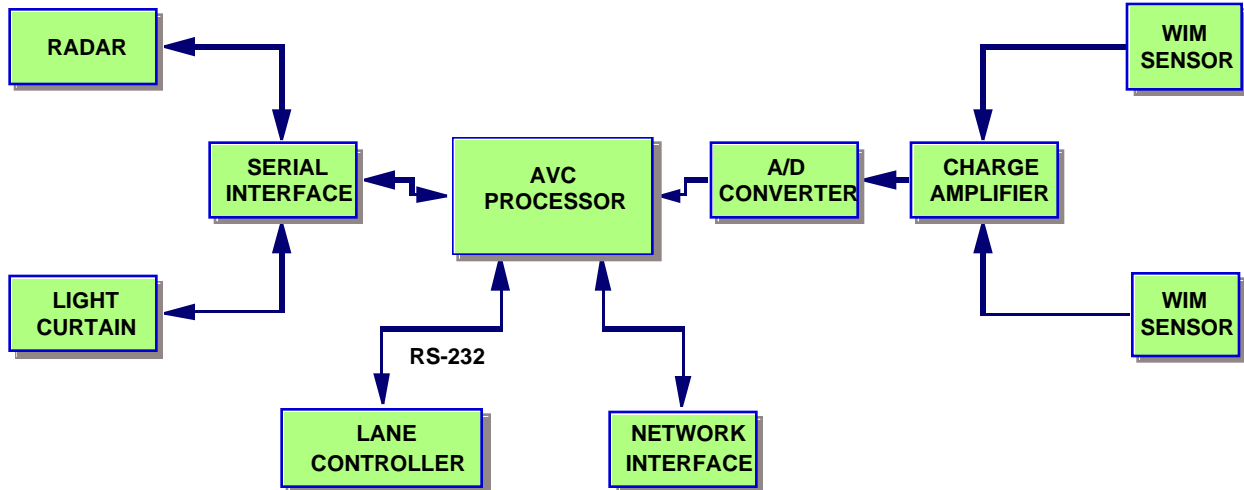 RADAR
WIM
SENSOR
SERIAL
INTERFACE
AVC
PROCESSOR
A/D
CONVERTER
CHARGE
AMPLIFIER
LIGHT
CURTAIN
WIM
SENSOR
RS-232
LANE
CONTROLLER
NETWORK
INTERFACE